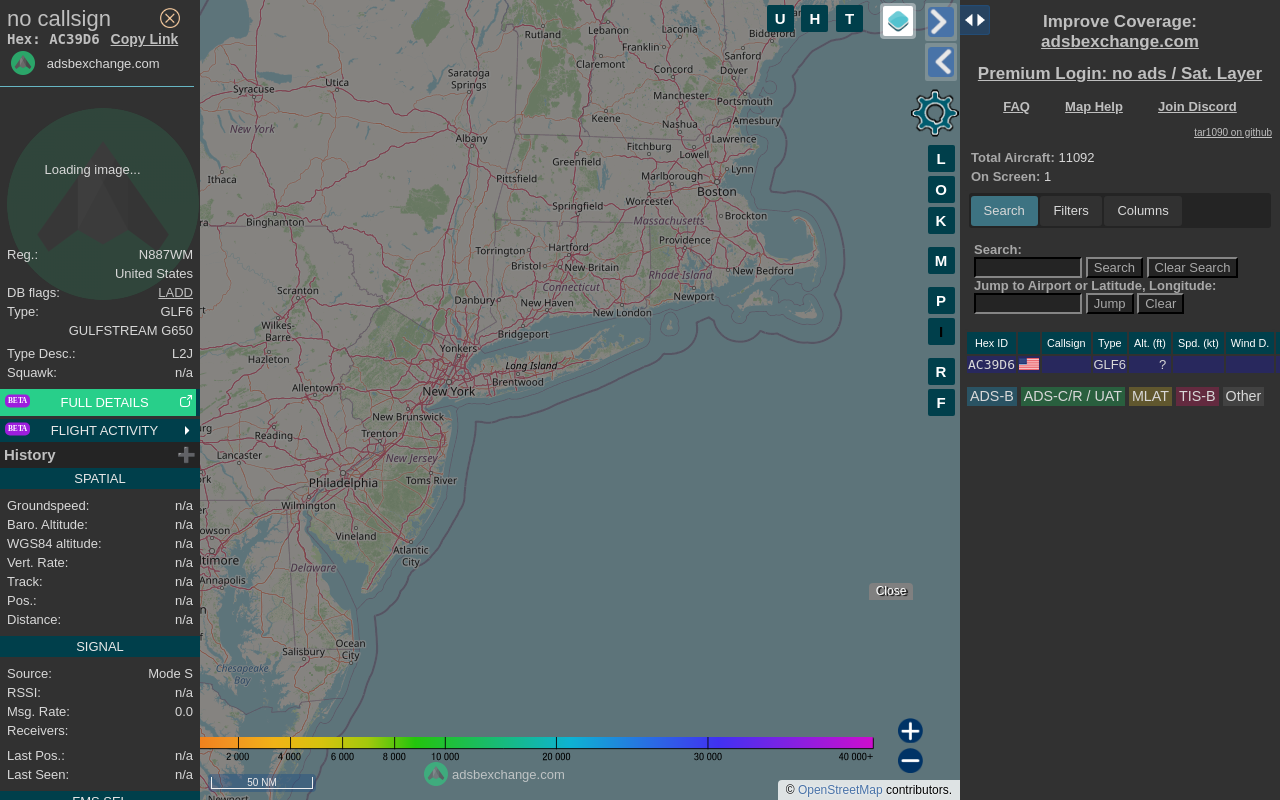 no callsign
Hex: AC39D6 Copy Link
adsbexchange.com
Loading image...
Reg.: N887WM
United States
DB flags: LADD
Type: GLF6
GULFSTREAM G650
Type Desc.: L2J
Squawk: n/a
BETA FULL DETAILS
BETA FLIGHT ACTIVITY
History
SPATIAL
Groundspeed: n/a
Baro. Altitude: n/a
WGS84 altitude: n/a
Vert. Rate: n/a
Track: n/a
Pos.: n/a
Distance: n/a
SIGNAL
Source: Mode S
RSSI: n/a
Msg. Rate: 0.0
Receivers:
Last Pos.: n/a
Last Seen: n/a
FMS SEL
U H T
L
O
K
M
P
I
R
F
Rutland
Lebanon
Laconia
Biddeford
Franklin
Sanford
Claremont
Concord
Dover
Saratoga
Springs
Utica
Syracuse
Manchester
Portsmouth
Keene
Nashua
Amesbury
New York
Albany
Fitchburg
Lawrence
Lowell
Greenfield
Lynn
Ithaca
Pittsfield
Marlborough
Boston
Worcester
Springfield
Brockton
Binghamton
Massachusetts
Torrington
Hartford
Providence
Bristol
New Britain
New Bedford
Rhode Island
Connecticut
Scranton
Danbury
New Haven
Newport
New London
Wilkes-
Barre
Bridgeport
Yonkers
Hazleton
Long Island
Brentwood
Allentown
New York
New Brunswick
Reading
Trenton
Lancaster
New Jersey
Toms River
Philadelphia
Wilmington
Vineland
Atlantic
City
Delaware
Annapolis
Ocean
City
Salisbury
Chesapeake
Bay
Newport
Close
2 000 4 000 6 000 8 000 10 000 20 000 30 000 40 000+
adsbexchange.com
50 NM
© OpenStreetMap contributors.
Improve Coverage:
adsbexchange.com
Premium Login: no ads / Sat. Layer
FAQ Map Help Join Discord
tar1090 on github
Total Aircraft: 11092
On Screen: 1
Search Filters Columns
Search:
Search Clear Search
Jump to Airport or Latitude, Longitude:
Jump Clear
Hex ID Callsign Type Alt. (ft) Spd. (kt) Wind D.
AC39D6 GLF6 ?
ADS-B ADS-C/R / UAT MLAT TIS-B Other